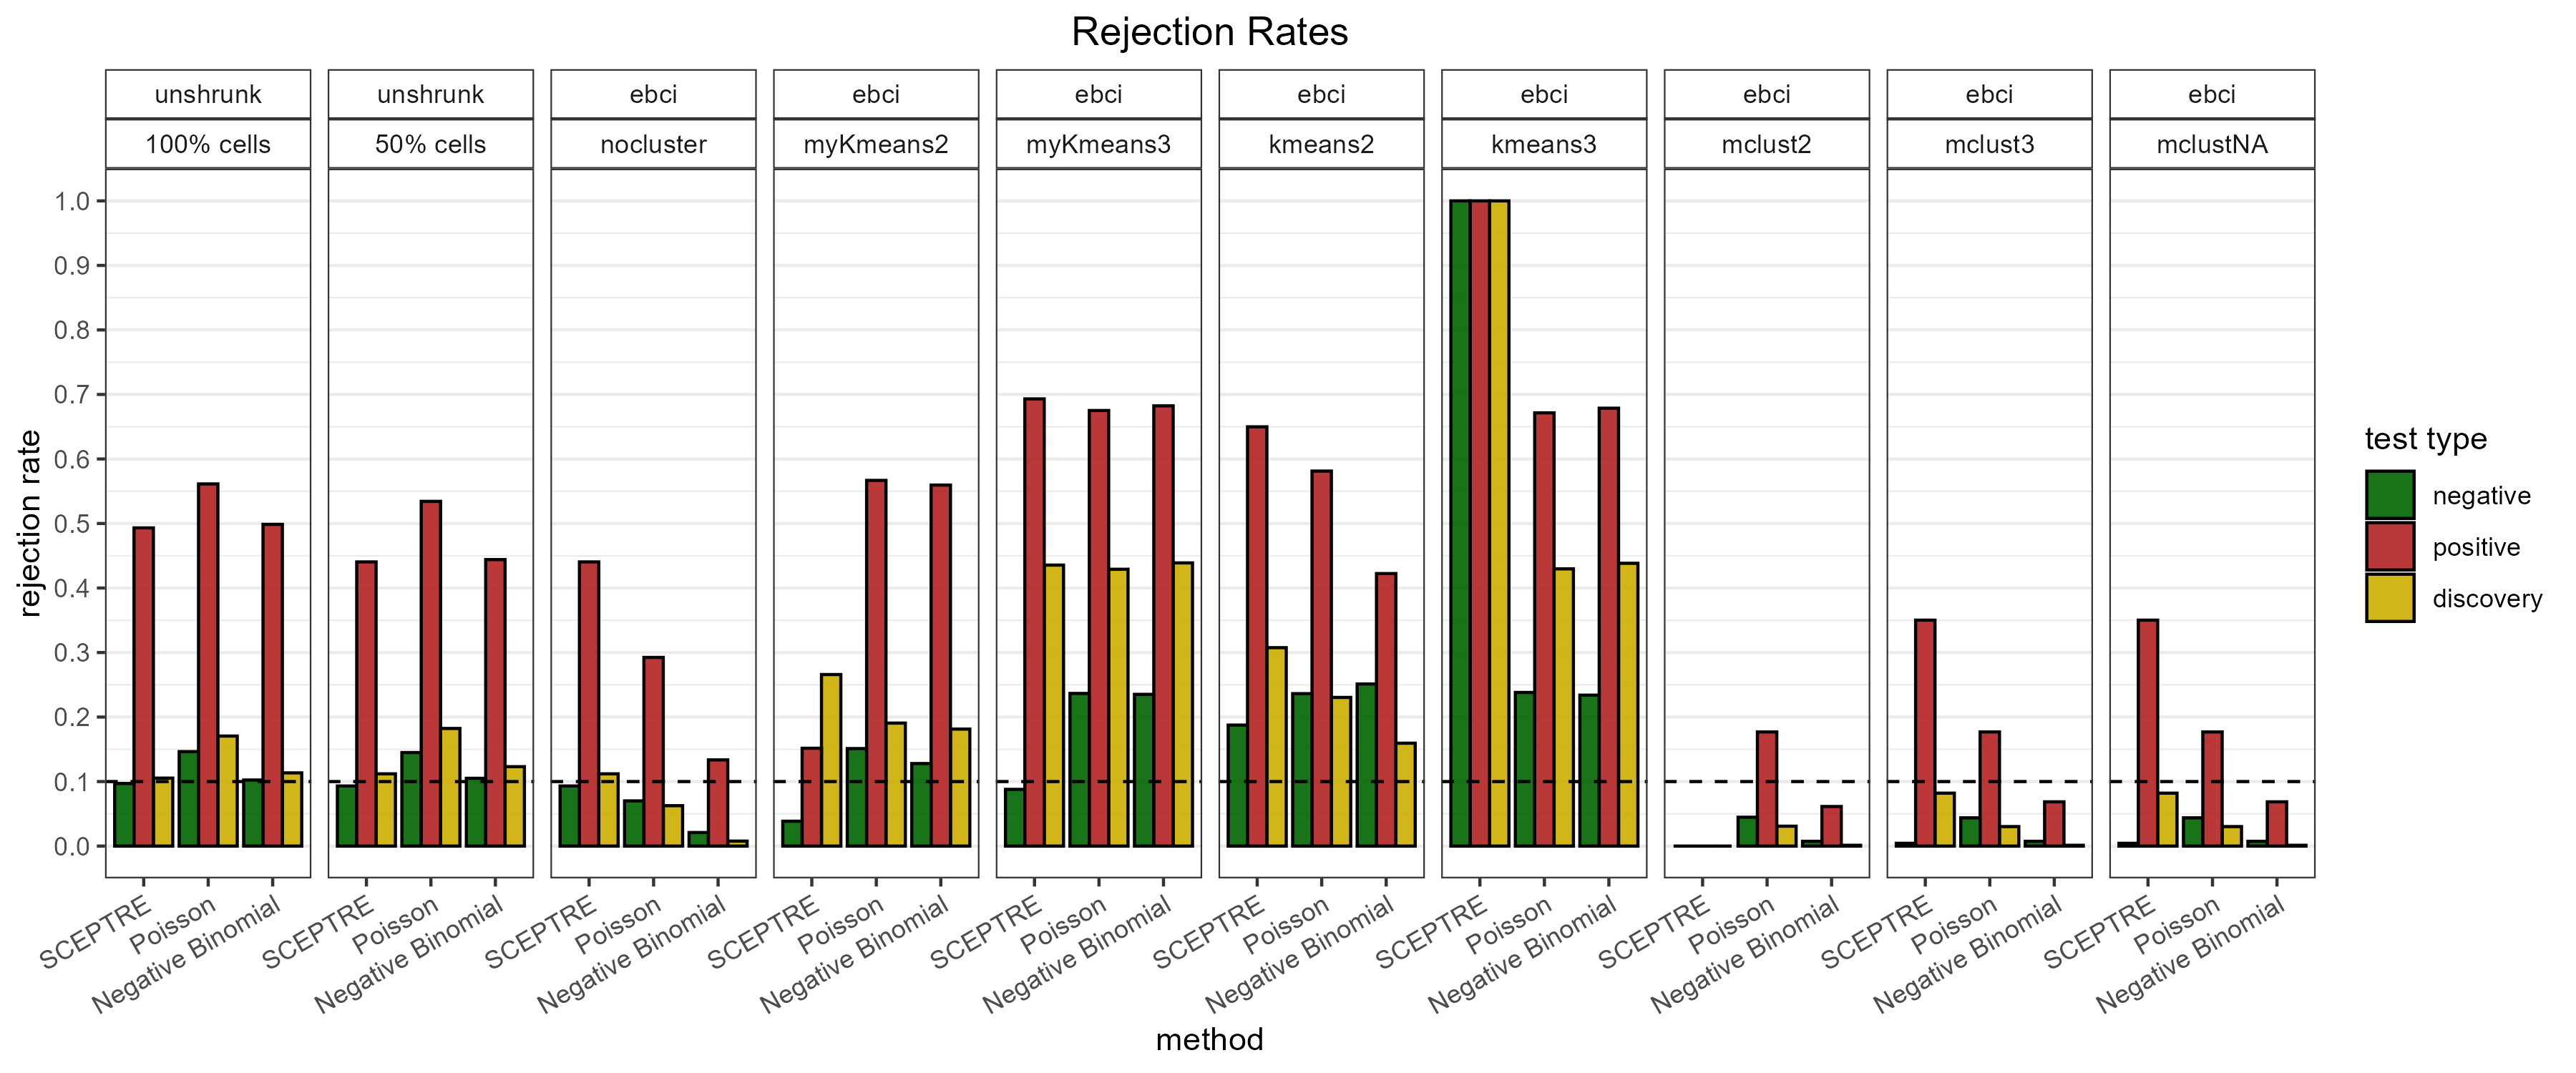 Rejection Rates
unshrunk unshrunk ebci ebci ebci ebci ebci ebci ebci ebci
100% cells 50% cells nocluster myKmeans2 myKmeans3 kmeans2 kmeans3 mclust2 mclust3 mclustNA
1.0
0.9
0.8
0.7
0.6
0.5
0.4
0.3
0.2
0.1
0.0
rejection rate
SCEPTRE Poisson Negative Binomial SCEPTRE Poisson Negative Binomial SCEPTRE Poisson Negative Binomial SCEPTRE Poisson Negative Binomial SCEPTRE Poisson Negative Binomial SCEPTRE Poisson Negative Binomial SCEPTRE Poisson Negative Binomial SCEPTRE Poisson Negative Binomial SCEPTRE Poisson Negative Binomial SCEPTRE Poisson Negative Binomial
method
test type
negative
positive
discovery